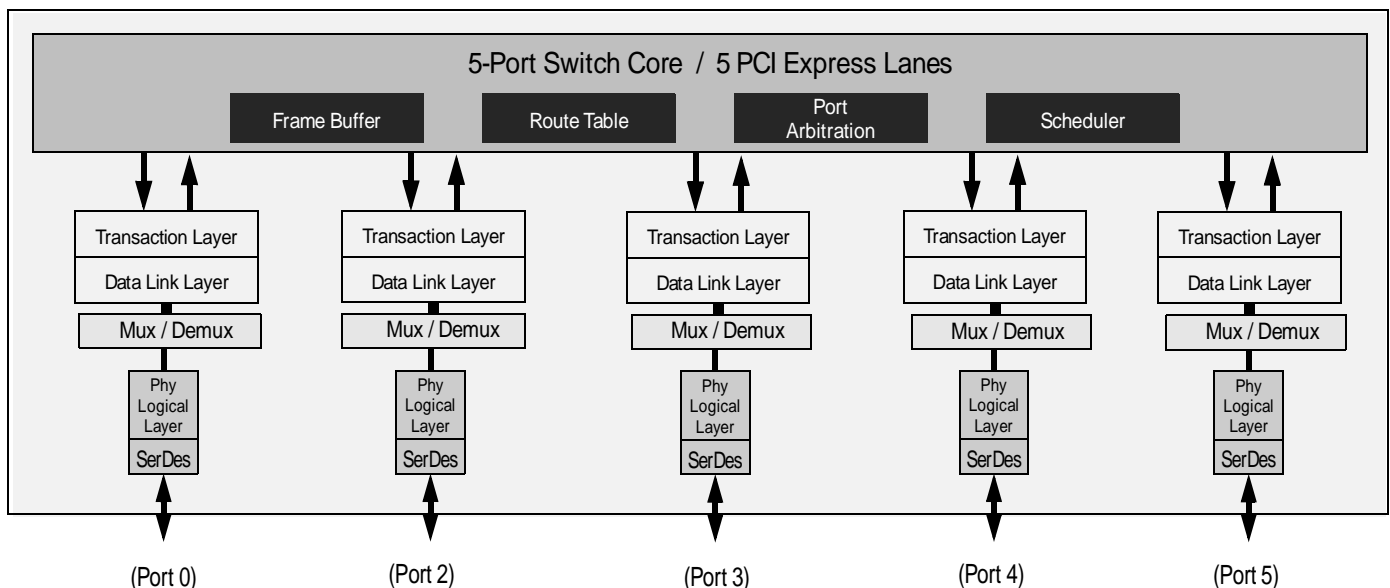 5-Port Switch Core / 5 PCI Express Lanes
Frame Buffer
Route Table
Port
Arbitration
Scheduler
Transaction Layer
Data Link Layer
Mux / Demux
Phy
Logical
Layer
SerDes
(Port 0)
Transaction Layer
Data Link Layer
Mux / Demux
Phy
Logical
Layer
SerDes
(Port 2)
Transaction Layer
Data Link Layer
Mux / Demux
Phy
Logical
Layer
SerDes
(Port 3)
Transaction Layer
Data Link Layer
Mux / Demux
Phy
Logical
Layer
SerDes
(Port 4)
Transaction Layer
Data Link Layer
Mux / Demux
Phy
Logical
Layer
SerDes
(Port 5)